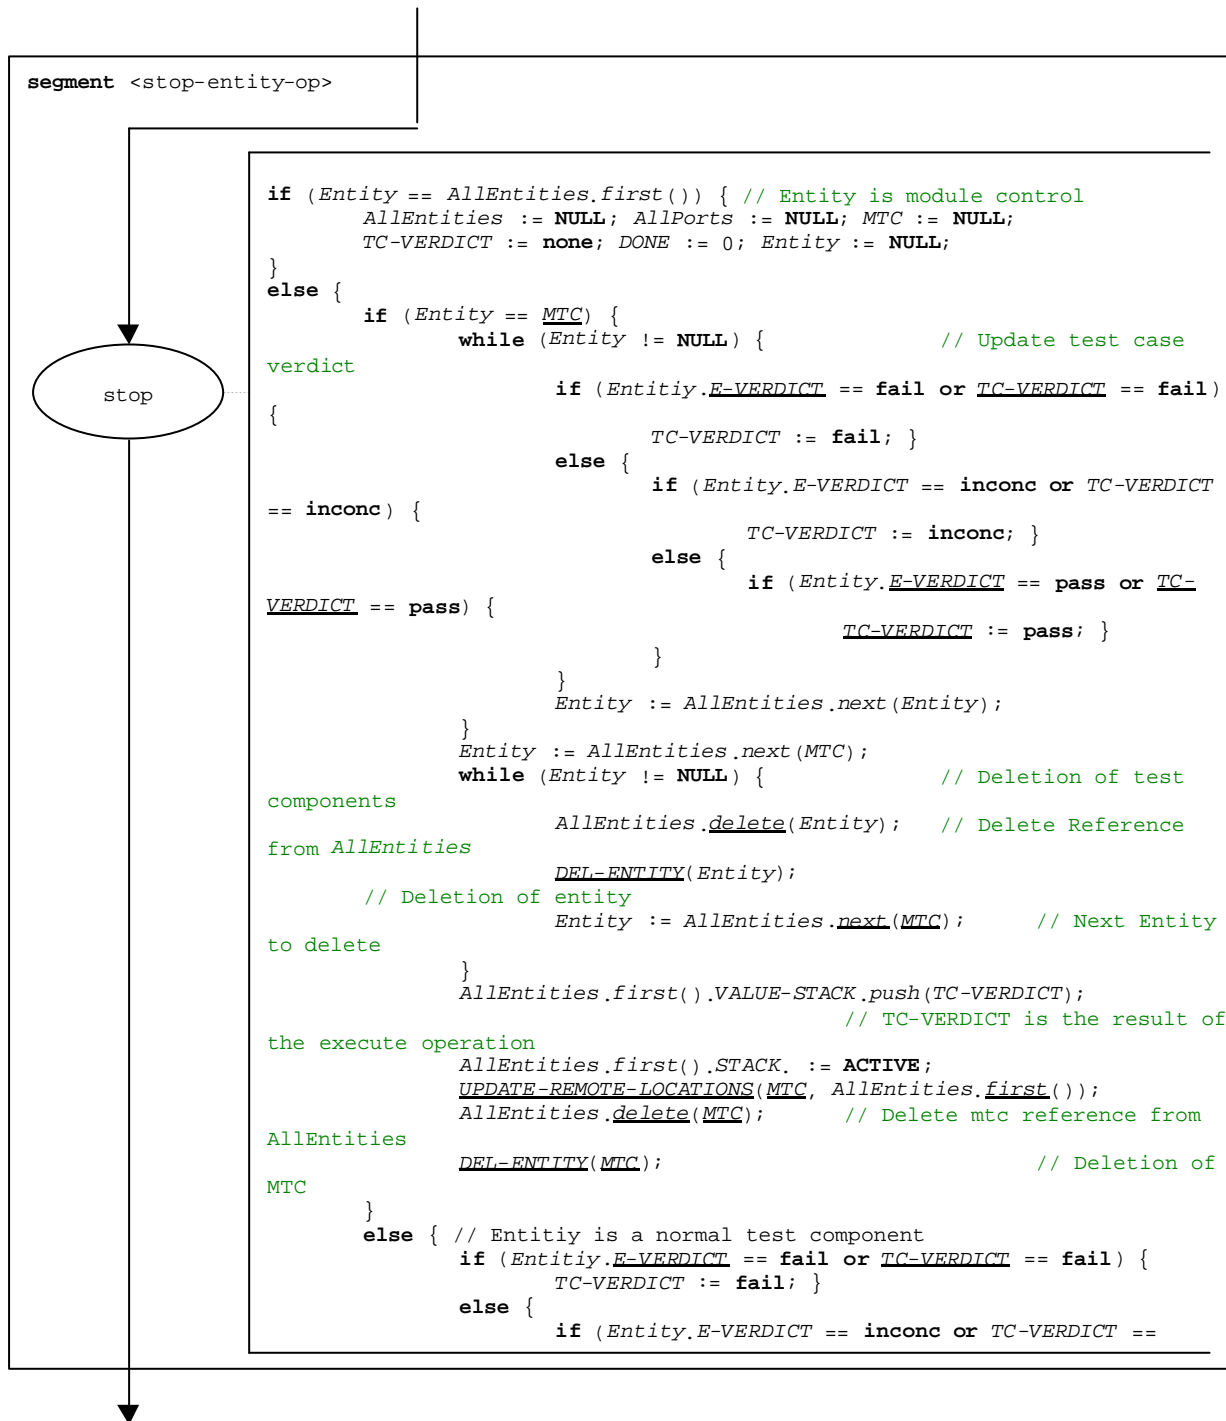 segment <stop-entity-op>
if (Entity == AllEntities.first()) { // Entity is module control
AllEntities := NULL; AllPorts := NULL; MTC := NULL;
TC-VERDICT := none; DONE := 0; Entity := NULL;
}
else {
if (Entity == MTC) {
while (Entity != NULL) { // Update test case
verdict
stop
if (Entitiy.E-VERDICT == fail or TC-VERDICT == fail)
{
TC-VERDICT := fail; }
else {
if (Entity.E-VERDICT == inconc or TC-VERDICT
== inconc) {
TC-VERDICT := inconc; }
else {
if (Entity.E-VERDICT == pass or TC-
VERDICT == pass) {
TC-VERDICT := pass; }
}
}
Entity := AllEntities.next(Entity);
}
Entity := AllEntities.next(MTC);
while (Entity != NULL) { // Deletion of test
components
AllEntities.delete(Entity); // Delete Reference
from AllEntities
DEL-ENTITY(Entity);
// Deletion of entity
Entity := AllEntities.next(MTC); // Next Entity
to delete
}
AllEntities.first().VALUE-STACK.push(TC-VERDICT);
// TC-VERDICT is the result of
the execute operation
AllEntities.first().STACK. := ACTIVE;
UPDATE-REMOTE-LOCATIONS(MTC, AllEntities.first());
AllEntities.delete(MTC); // Delete mtc reference from
AllEntities
DEL-ENTITY(MTC); // Deletion of
MTC
}
else { // Entitiy is a normal test component
if (Entitiy.E-VERDICT == fail or TC-VERDICT == fail) {
TC-VERDICT := fail; }
else {
if (Entity.E-VERDICT == inconc or TC-VERDICT ==